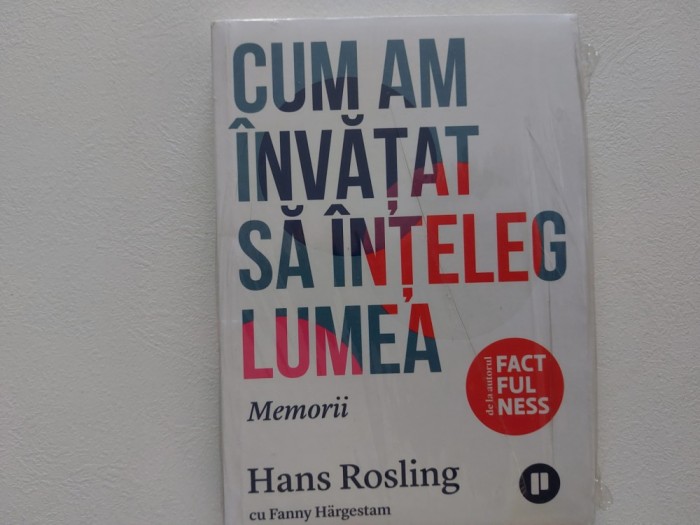 CUM AM
ÎNVĂȚAT
SĂ ÎNȚELEG
LUMEA
Memorii
de la autorul
FACT
FUL
NESS
Hans Rosling
cu Fanny Härgestam